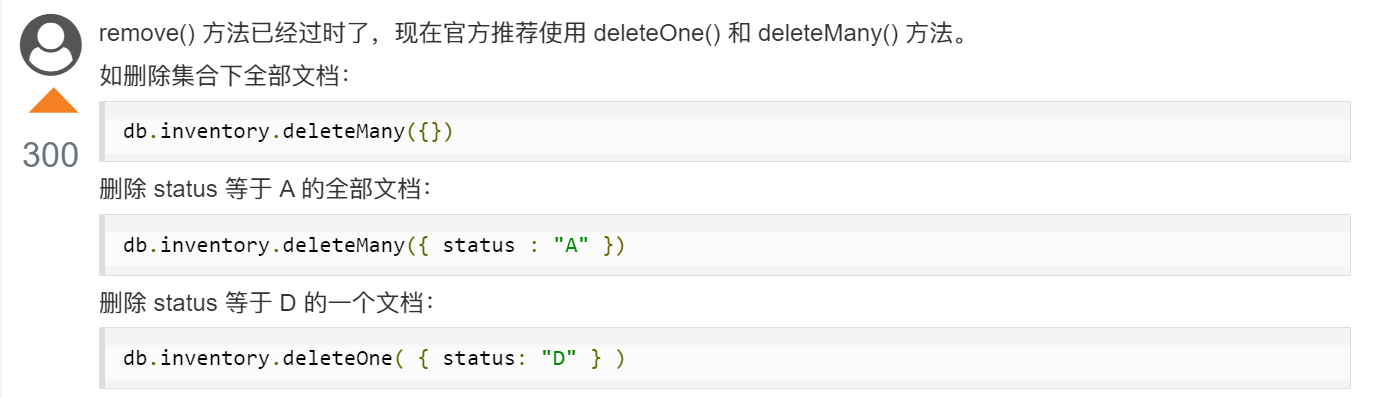 remove() 方法已经过时了，现在官方推荐使用 deleteOne() 和 deleteMany() 方法。
如删除集合下全部文档：
db.inventory.deleteMany({})
300
删除 status 等于 A 的全部文档：
db.inventory.deleteMany({ status : "A" })
删除 status 等于 D 的一个文档：
db.inventory.deleteOne( { status: "D" } )